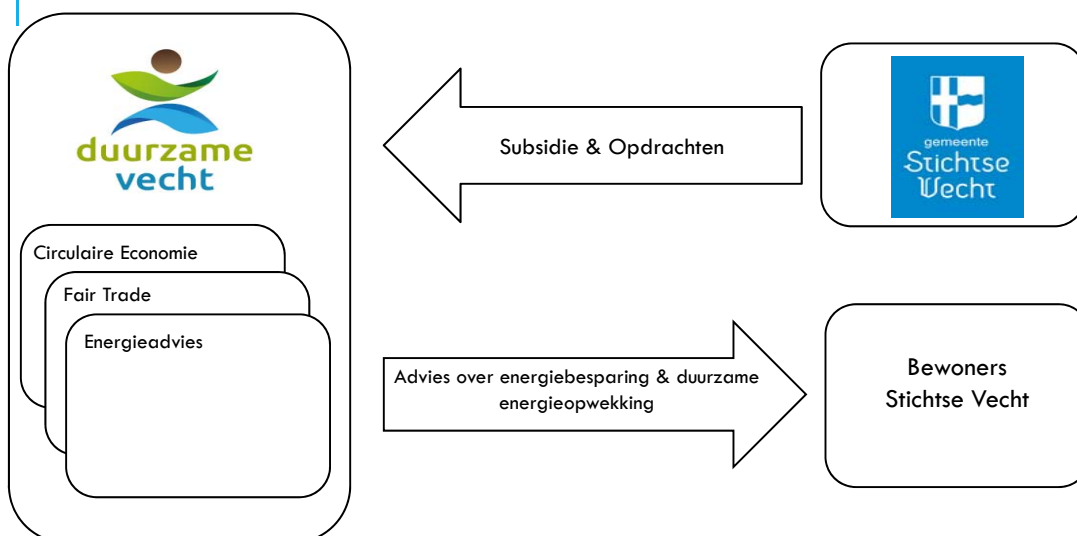 duurzame
vecht
Circulaire Economie
Fair Trade
Energieadvies
Subsidie & Opdrachten
gemeente
Stichtse
Vecht
Advies over energiebesparing & duurzame
energieopwekking
Bewoners
Stichtse Vecht